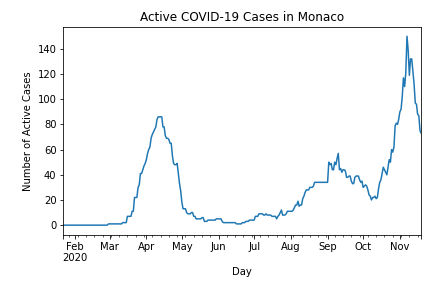 Active COVID-19 Cases in Monaco
Number of Active Cases
140
120
100
80
60
40
20
0
Feb Mar Apr May Jun Jul Aug Sep Oct Nov
2020
Day